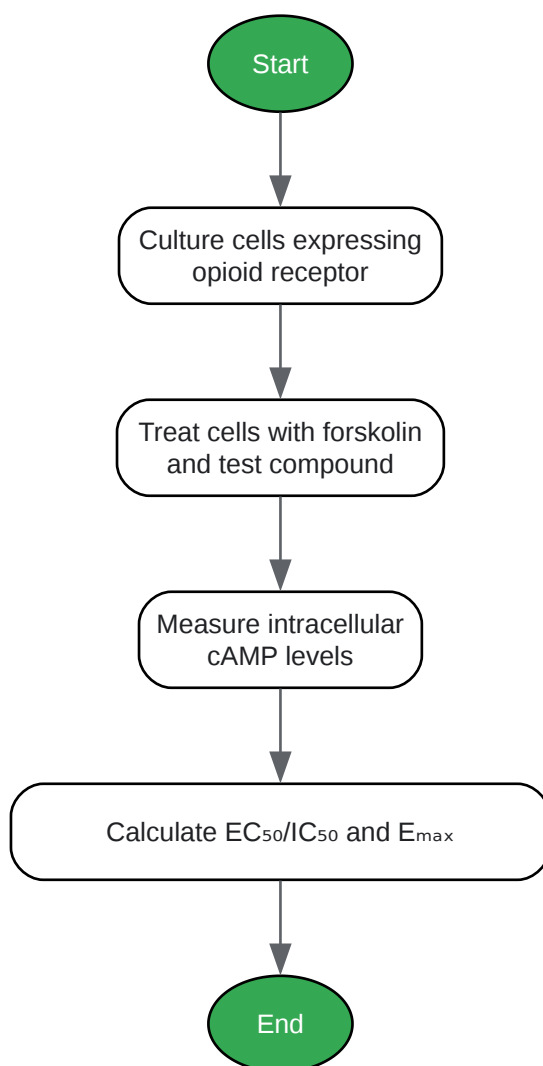 Start
Culture cells expressing
opioid receptor
Treat cells with forskolin
and test compound
Measure intracellular
cAMP levels
Calculate EC₅₀/IC₅₀ and Eₘₐₓ
End